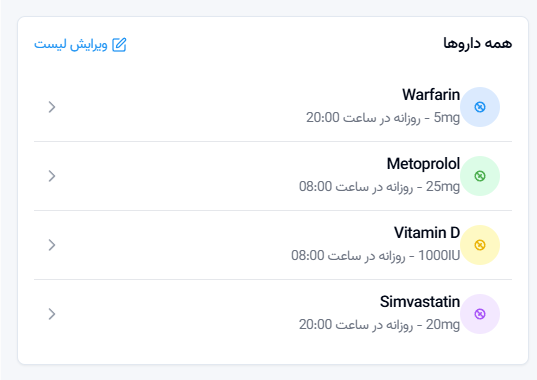 همه داروها
ویرایش لیست
Warfarin
5mg - روزانه در ساعت 20:00
Metoprolol
25mg - روزانه در ساعت 08:00
Vitamin D
1000IU - روزانه در ساعت 08:00
Simvastatin
20mg - روزانه در ساعت 20:00